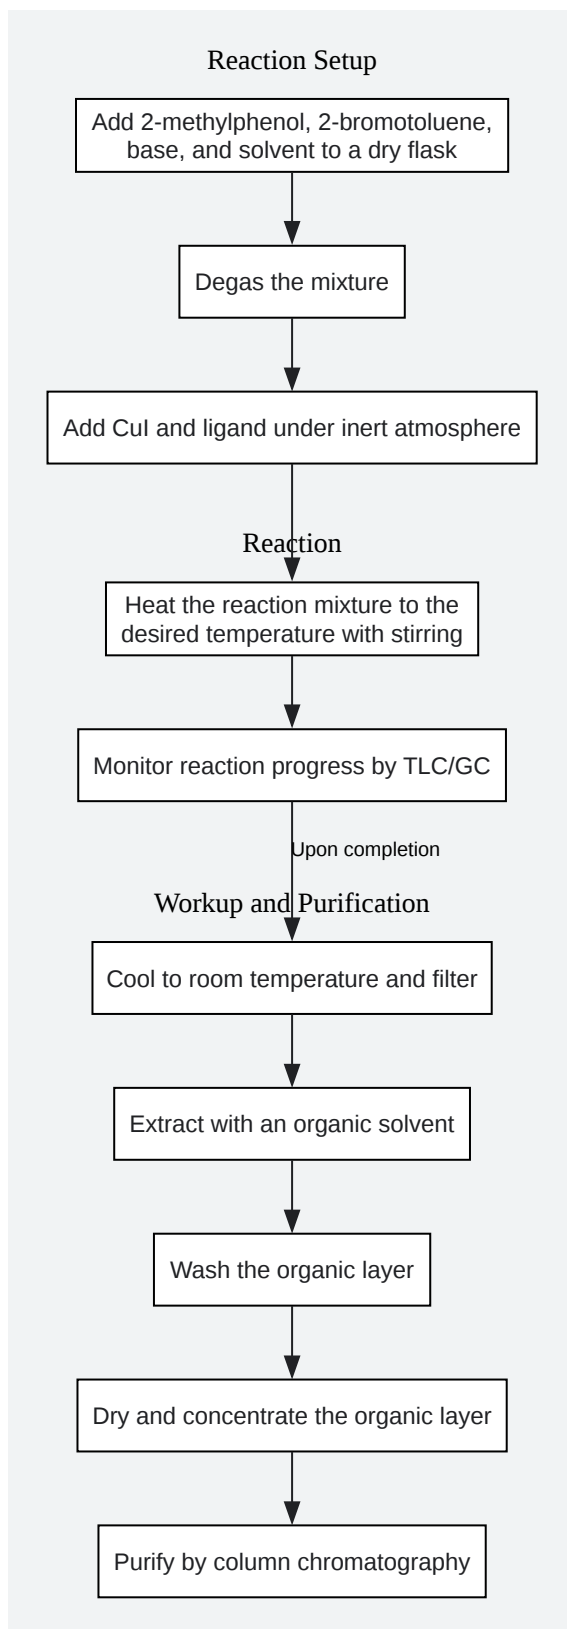 Reaction Setup
Add 2-methylphenol, 2-bromotoluene,
base, and solvent to a dry flask
Degas the mixture
Add CuI and ligand under inert atmosphere
Reaction
Heat the reaction mixture to the
desired temperature with stirring
Monitor reaction progress by TLC/GC
Upon completion
Workup and Purification
Cool to room temperature and filter
Extract with an organic solvent
Wash the organic layer
Dry and concentrate the organic layer
Purify by column chromatography